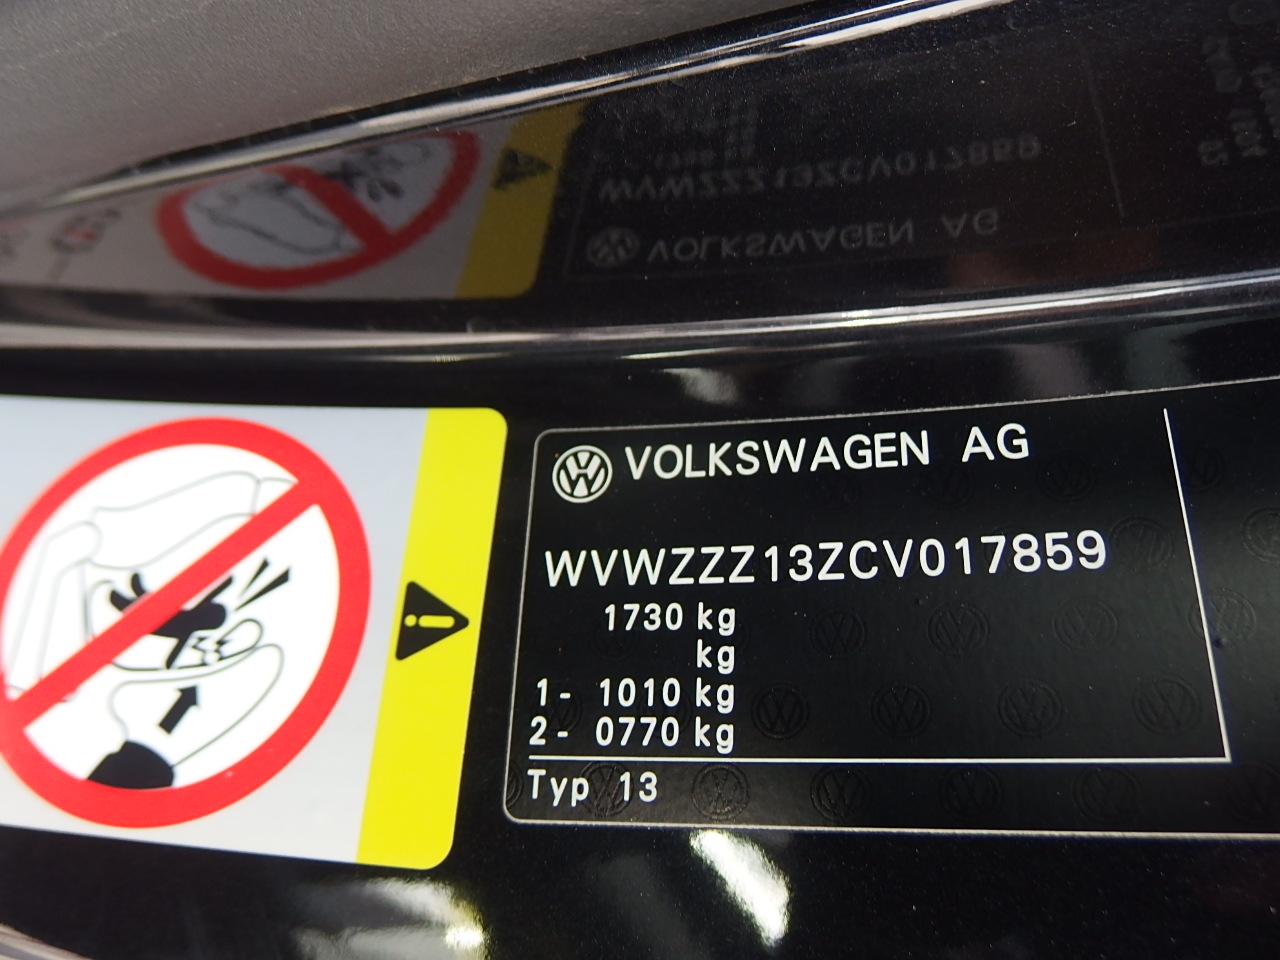 VOLKSWAGEN AG
WVWZZZ13ZCV017859
1730 kg
kg
1- 1010 kg
2- 0770 kg
Typ 13